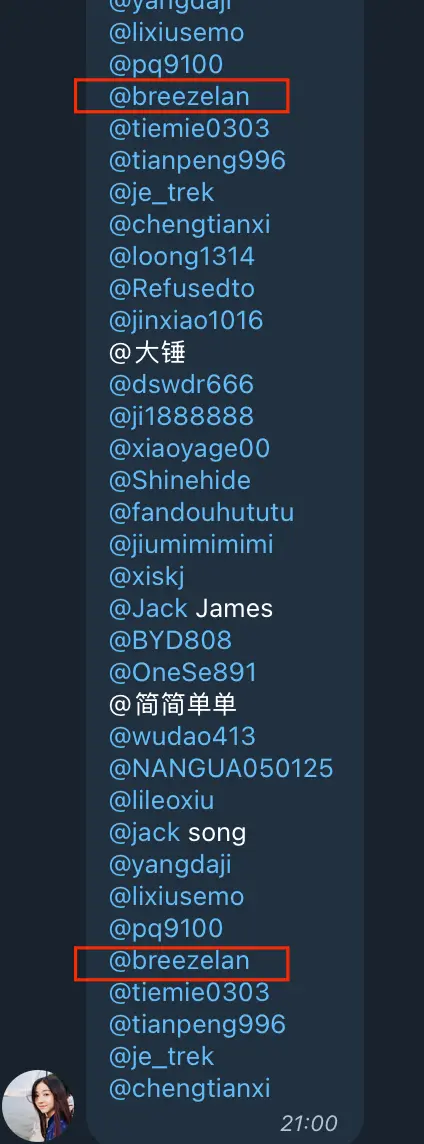 @yangdaji
@lixiusemo
@pq9100
@breezelan
@tiemie0303
@tianpeng996
@je_trek
@chengtianxi
@loong1314
@Refusedto
@jinxiao1016
@大锤
@dswdr666
@ji1888888
@xiaoyage00
@Shinehide
@fandouhututu
@jiumimimimi
@xiskj
@Jack James
@BYD808
@OneSe891
@简简单单
@wudao413
@NANGUA050125
@lileoxiu
@jack song
@yangdaji
@lixiusemo
@pq9100
@breezelan
@tiemie0303
@tianpeng996
@je_trek
@chengtianxi
21:00